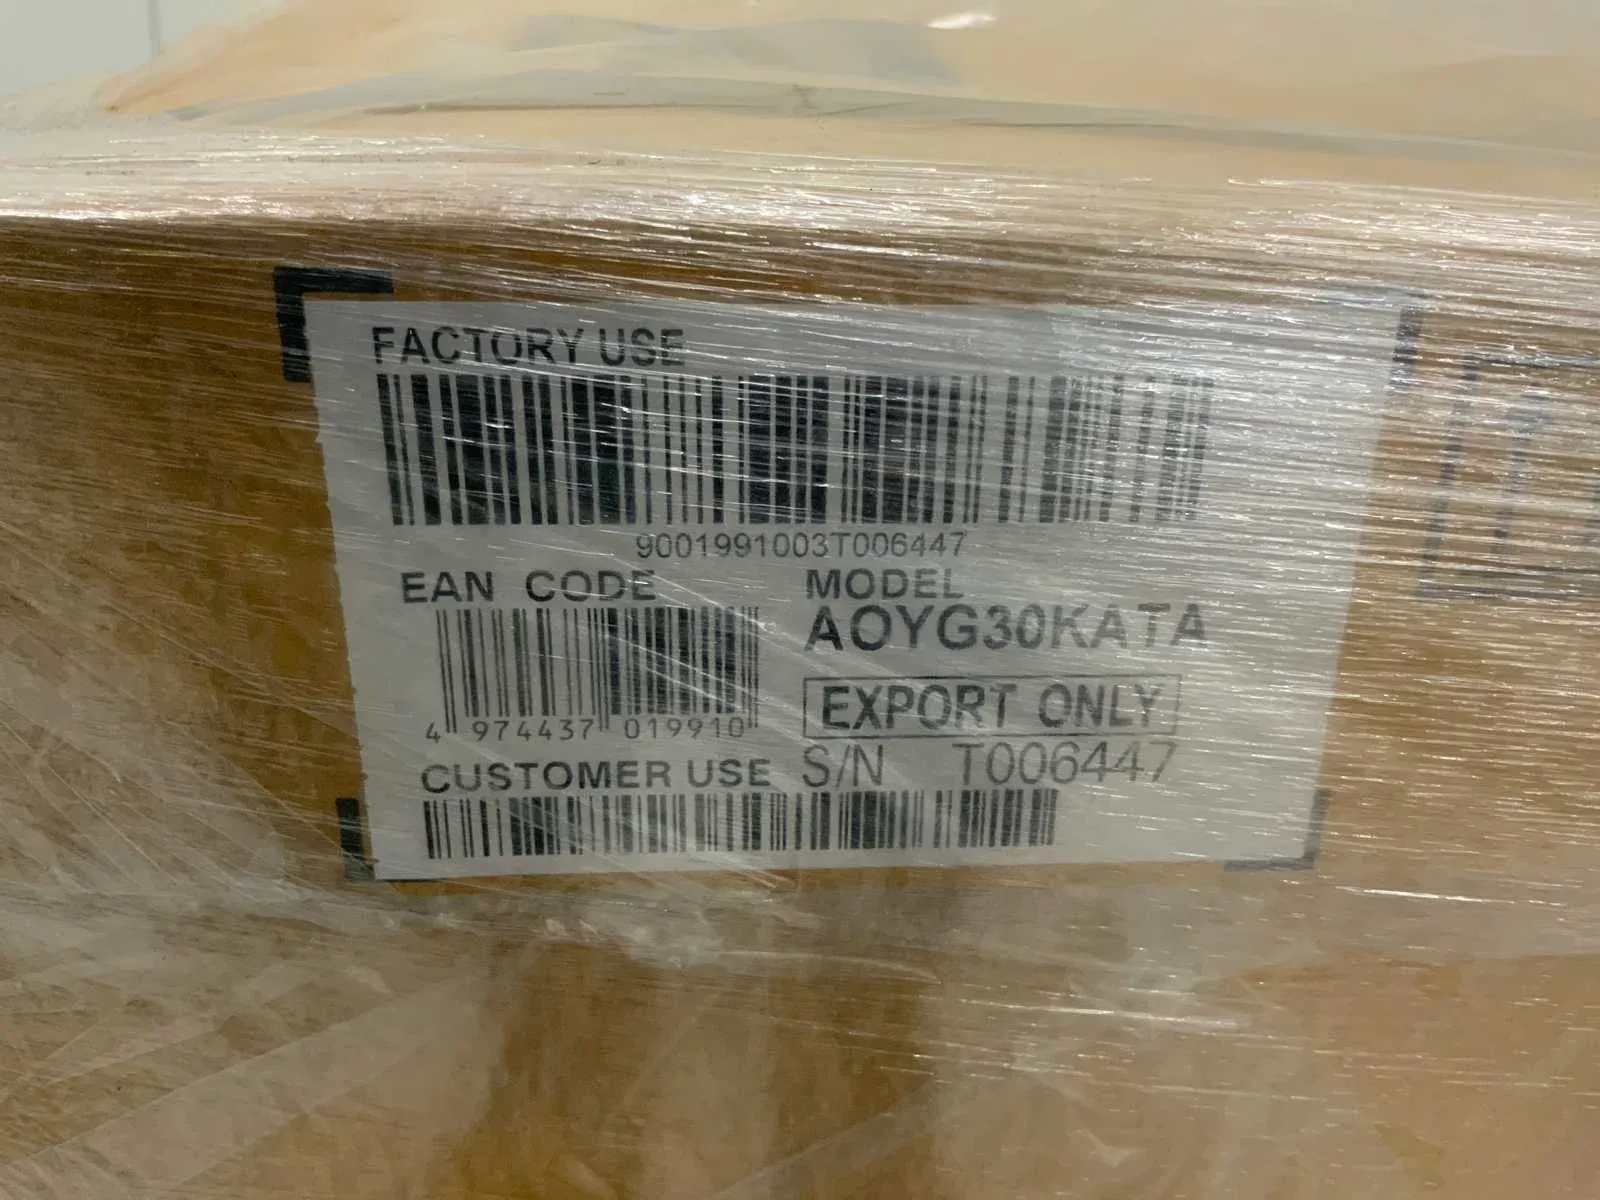 FACTORY USE
9001991003T006447
EAN CODE
4 974437 019910
MODEL
AOYG30KATA
EXPORT ONLY
S/N T006447
CUSTOMER USE